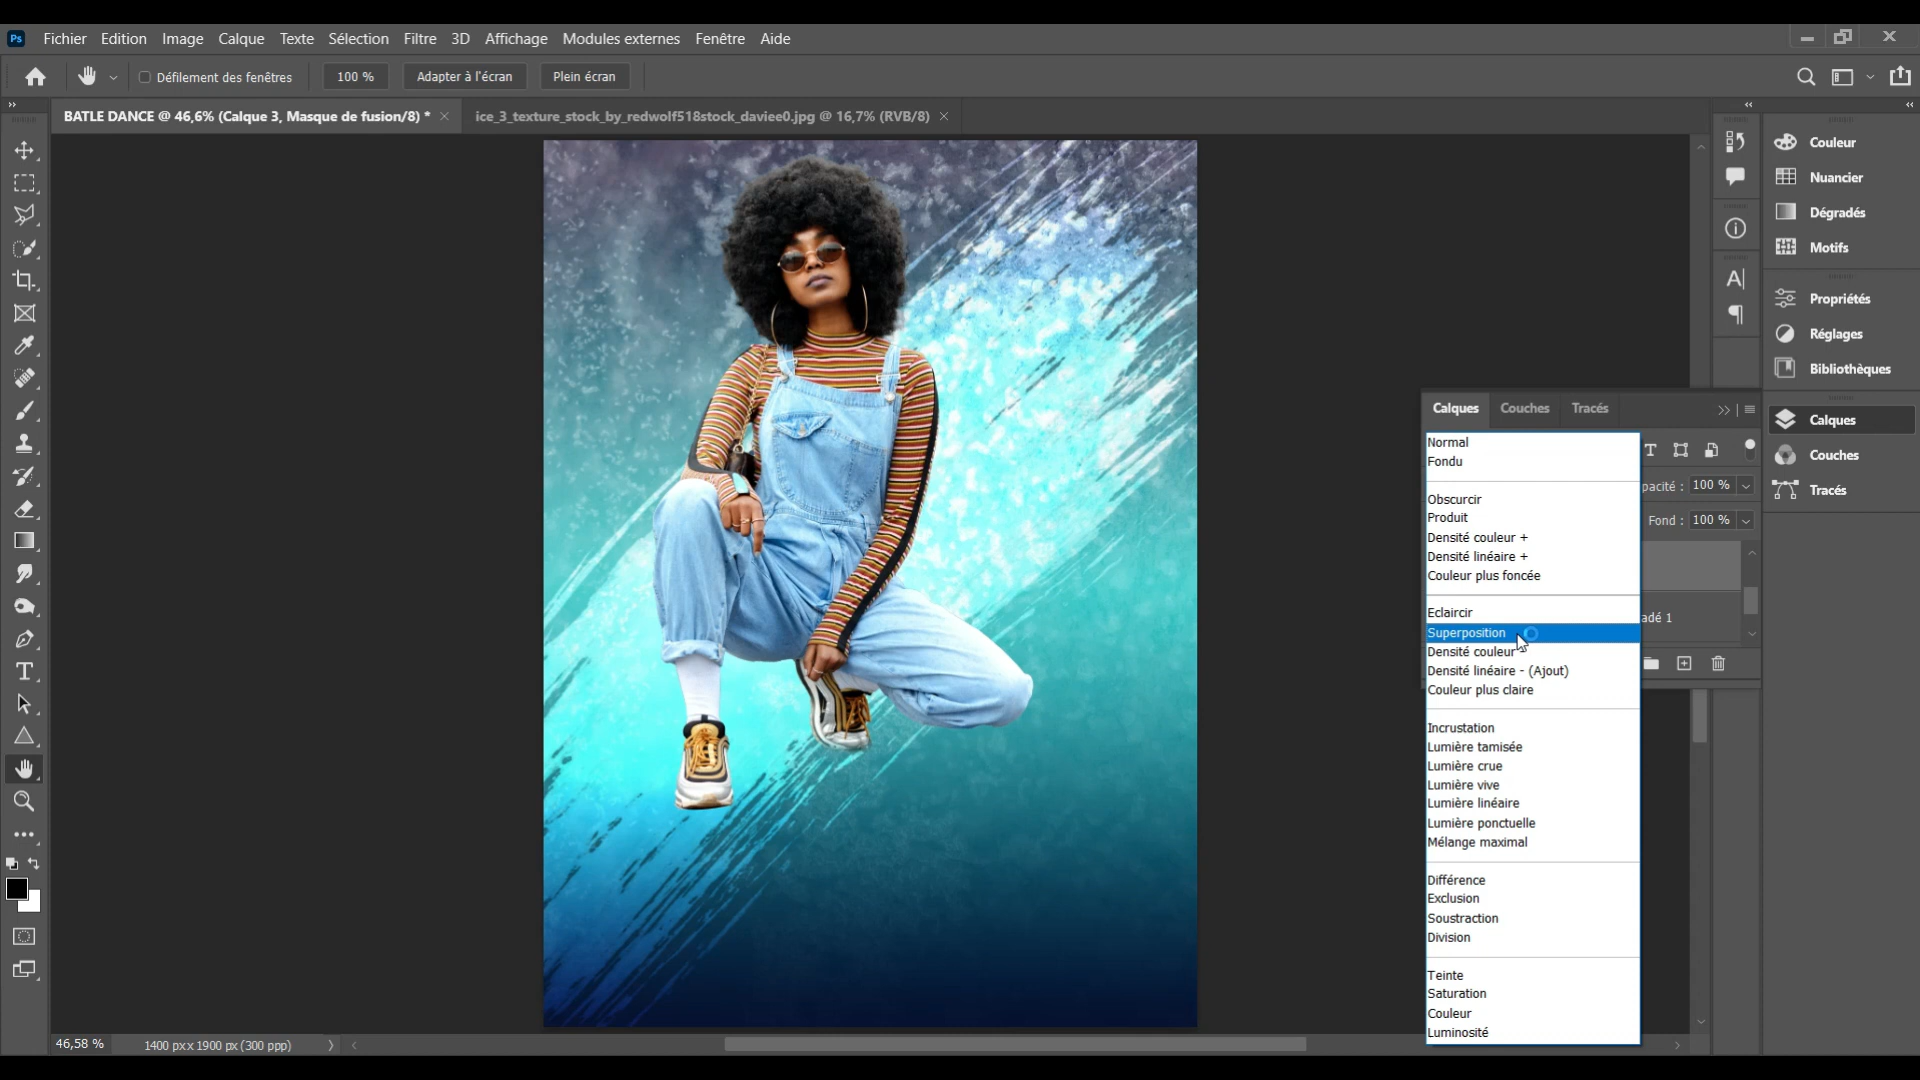 Ps Fichier Edition Image Calque Texte Sélection Filtre 3D Affichage Modules externes Fenêtre Aide
Défilement des fenêtres 100 % Adapter à l'écran Plein écran
BATLE DANCE @ 46,6% (Calque 3, Masque de fusion/8) * ice_3_texture_stock_by_redwolf518stock_daviee0.jpg @ 16,7% (RVB/8)
Couleur
Nuancier
Dégradés
Motifs
Propriétés
Réglages
Bibliothèques
Calques
Couches
Tracés
Calques Couches Tracés
Normal
Fondu
Obscurcir
Produit
Densité couleur +
Densité linéaire +
Couleur plus foncée
Eclaircir
Superposition
Densité couleur
Densité linéaire - (Ajout)
Couleur plus claire
Incrustation
Lumière tamisée
Lumière crue
Lumière vive
Lumière linéaire
Lumière ponctuelle
Mélange maximal
Différence
Exclusion
Soustraction
Division
Teinte
Saturation
Couleur
Luminosité
pacité : 100 %
Fond : 100 %
adé 1
46,58 % 1400 px x 1900 px (300 ppp)